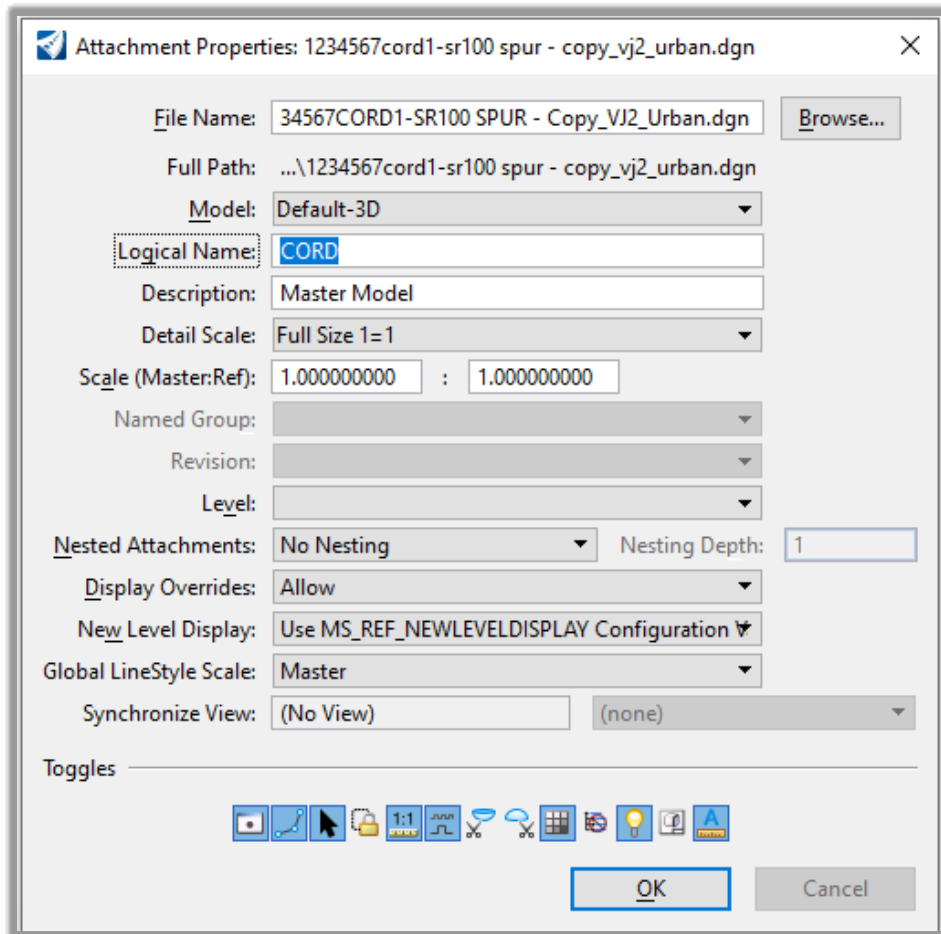 Attachment Properties: 1234567cord1-sr100 spur - copy_vj2_urban.dgn
File Name: 34567CORD1-SR100 SPUR - Copy_VJ2_Urban.dgn Browse...
Full Path: ...\1234567cord1-sr100 spur - copy_vj2_urban.dgn
Model: Default-3D
Logical Name: CORD
Description: Master Model
Detail Scale: Full Size 1=1
Scale (Master:Ref): 1.000000000 : 1.000000000
Named Group:
Revision:
Level:
Nested Attachments: No Nesting Nesting Depth: 1
Display Overrides: Allow
New Level Display: Use MS_REF_NEWLEVELDISPLAY Configuration
Global LineStyle Scale: Master
Synchronize View: (No View) (none)
Toggles
1:1 A
OK Cancel